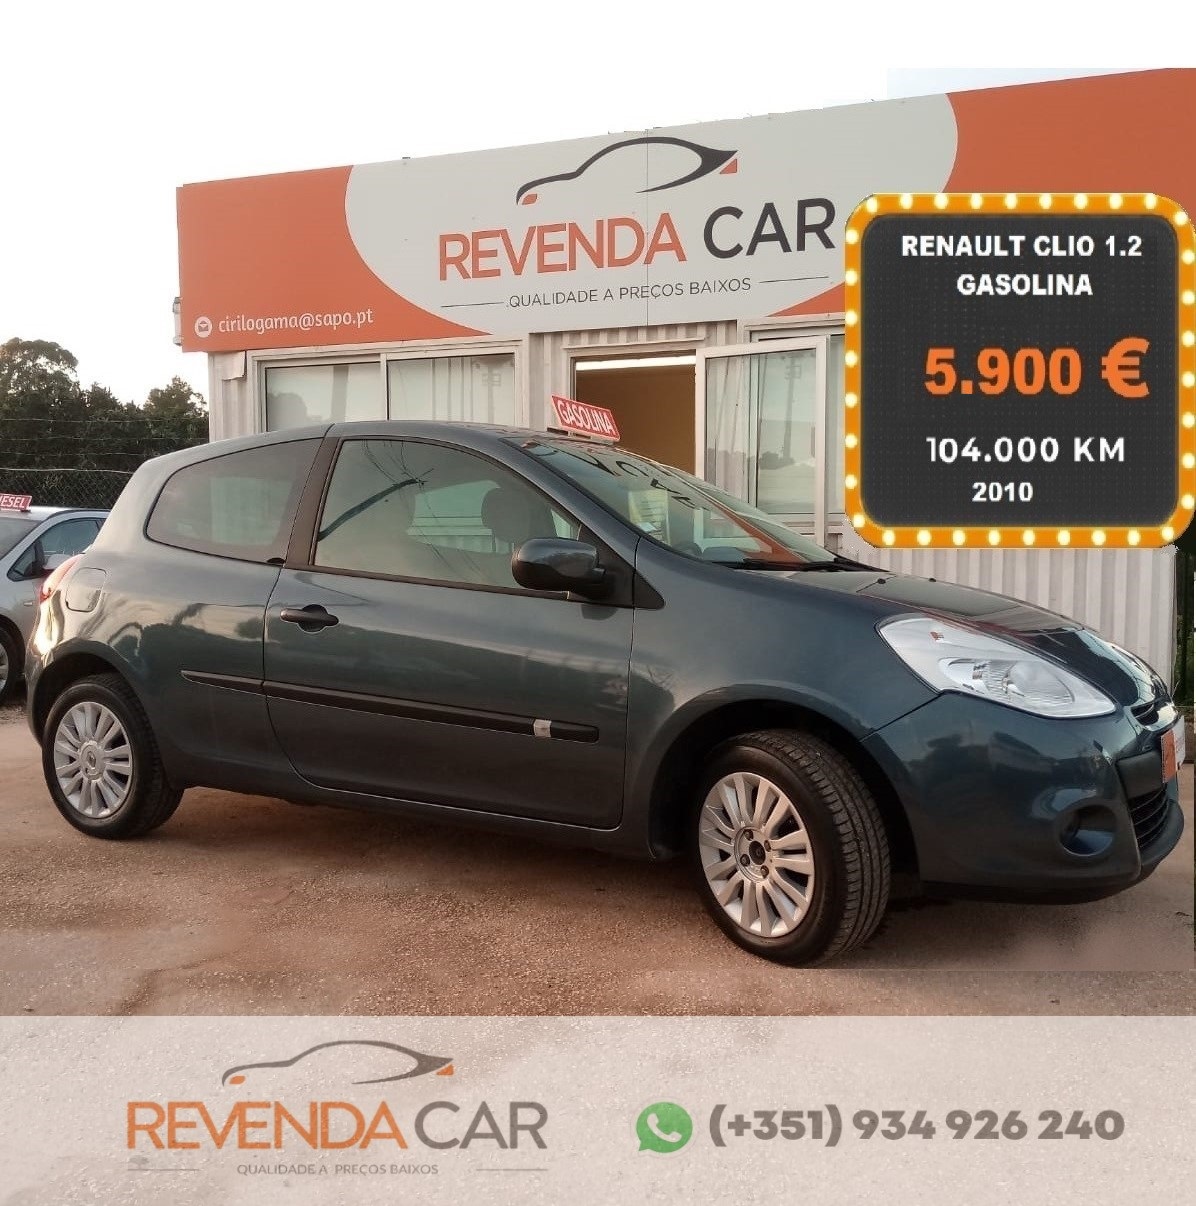 REVENDA CAR
QUALIDADE A PREÇOS BAIXOS
cirilogama@sapo.pt
RENAULT CLIO 1.2
GASOLINA
5.900 €
104.000 KM
2010
GASOLINA
REVENDA CAR
QUALIDADE A PREÇOS BAIXOS
(+351) 934 926 240